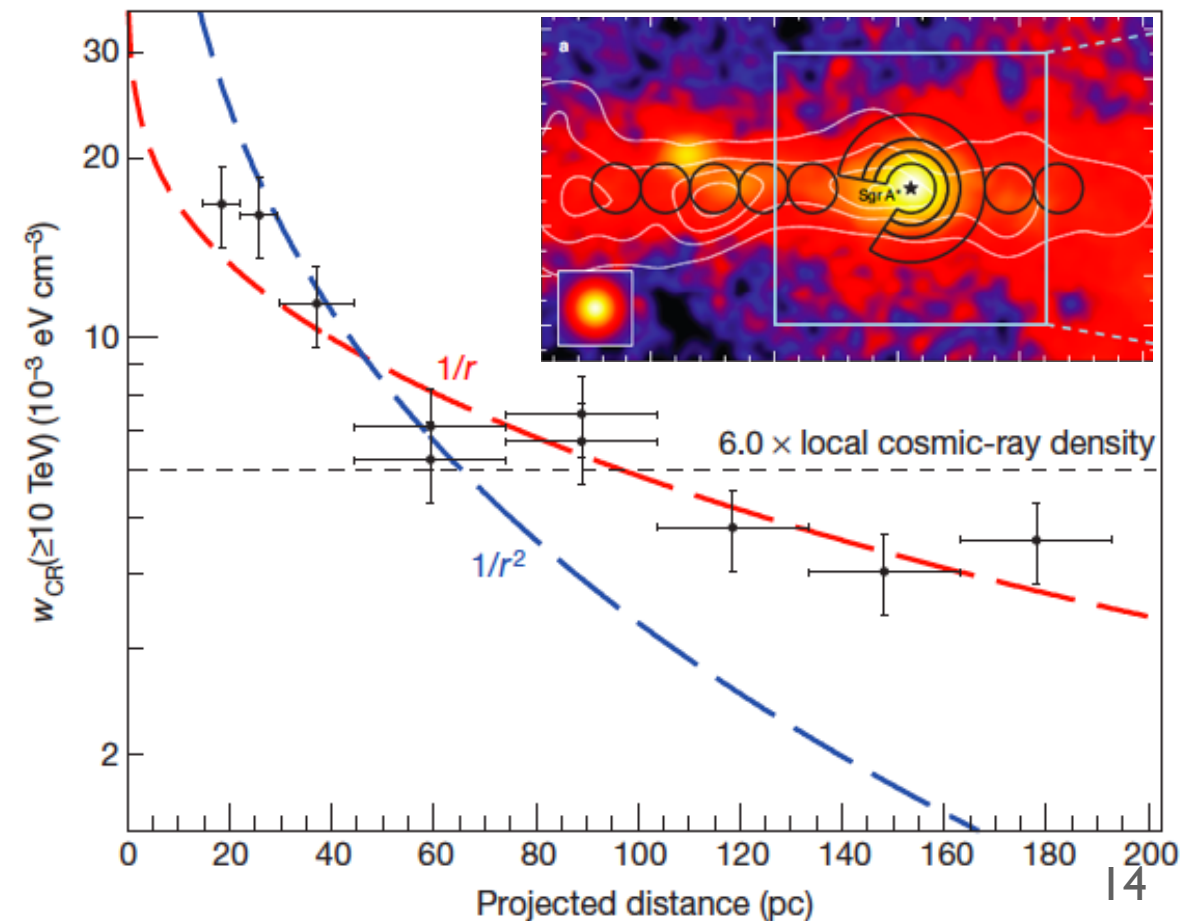 30
20
10
2
w_CR(≥10 TeV) (10⁻³ eV cm⁻³)
a
Sgr A*
1/r
6.0 × local cosmic-ray density
1/r²
0 20 40 60 80 100 120 140 160 180 200
Projected distance (pc)
14